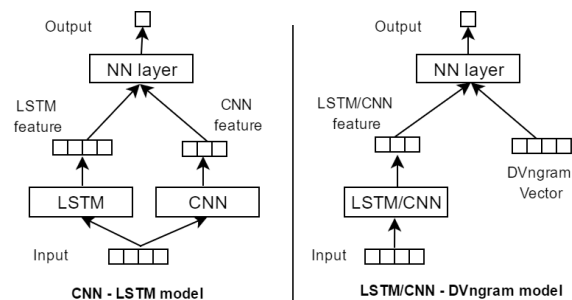 Output
NN layer
LSTM
feature
CNN
feature
LSTM
CNN
Input
CNN - LSTM model
Output
NN layer
LSTM/CNN
feature
DVngram
Vector
LSTM/CNN
Input
LSTM/CNN - DVngram model